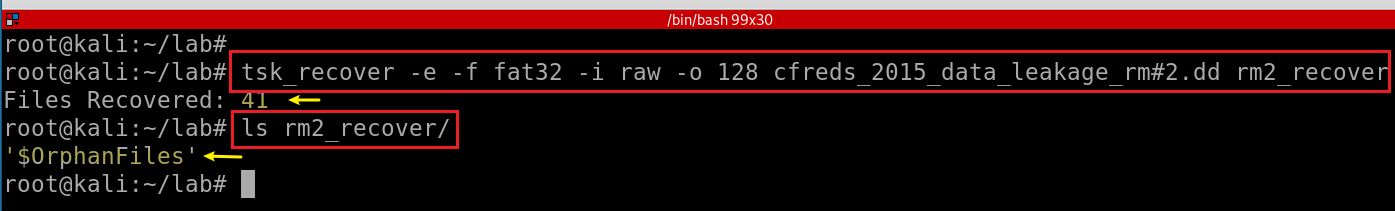 /bin/bash 99x30
root@kali:~/lab#
root@kali:~/lab# tsk_recover -e -f fat32 -i raw -o 128 cfreds_2015_data_leakage_rm#2.dd rm2_recover
Files Recovered: 41
root@kali:~/lab# ls rm2_recover/
'$OrphanFiles'
root@kali:~/lab#